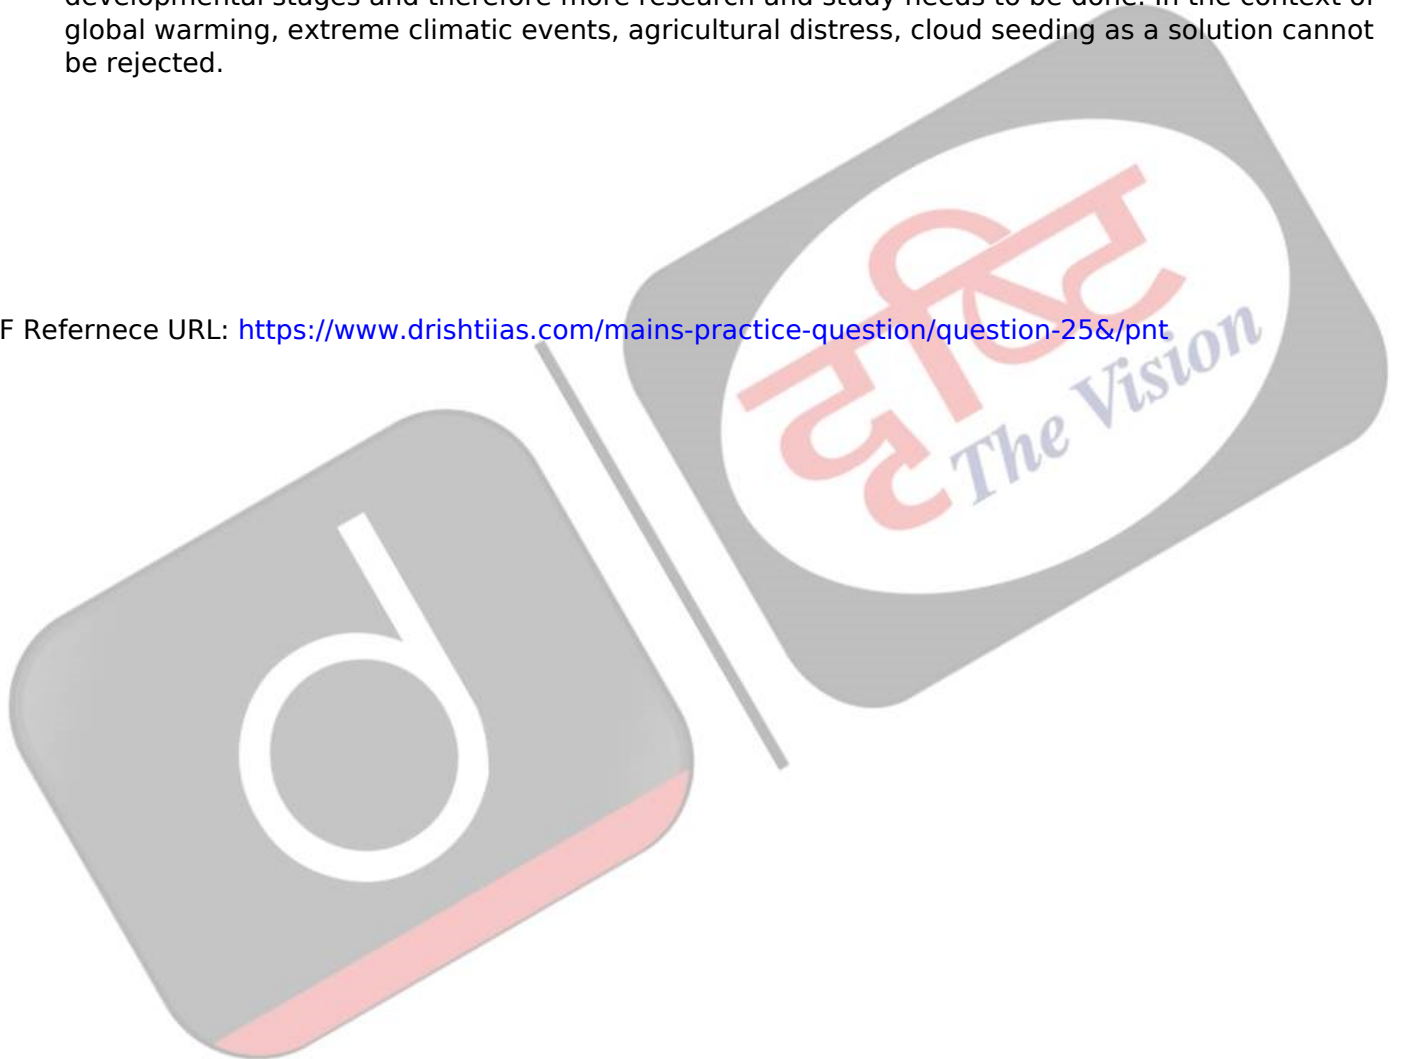 developmental stages and therefore more research and study needs to be done. In the context of
global warming, extreme climatic events, agricultural distress, cloud seeding as a solution cannot
be rejected.
F Refernece URL: https://www.drishtiias.com/mains-practice-question/question-25&/pnt
दृष्टि
The Vision
d